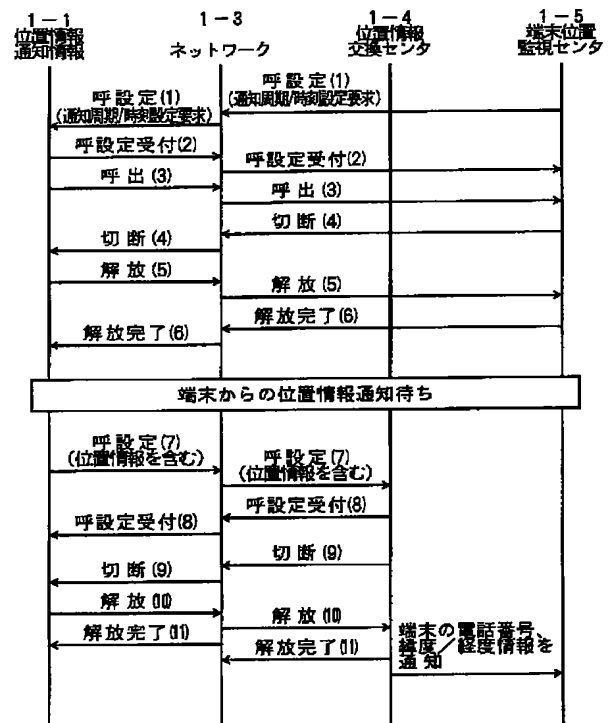 1-1
位置情報
通知情報
1-3
ネットワーク
1-4
位置情報
交換センタ
1-5
端末位置
監視センタ
呼設定(1)
(通知周期/時刻設定要求)
呼設定(1)
(通知周期/時刻設定要求)
呼設定受付(2)
呼設定受付(2)
呼出(3)
呼出(3)
切断(4)
切断(4)
解放(5)
解放(5)
解放完了(6)
解放完了(6)
端末からの位置情報通知待ち
呼設定(7)
(位置情報を含む)
呼設定(7)
(位置情報を含む)
呼設定受付(8)
呼設定受付(8)
切断(9)
切断(9)
解放(10)
解放(10)
解放完了(11)
解放完了(11)
端末の電話番号、
緯度/経度情報を
通知